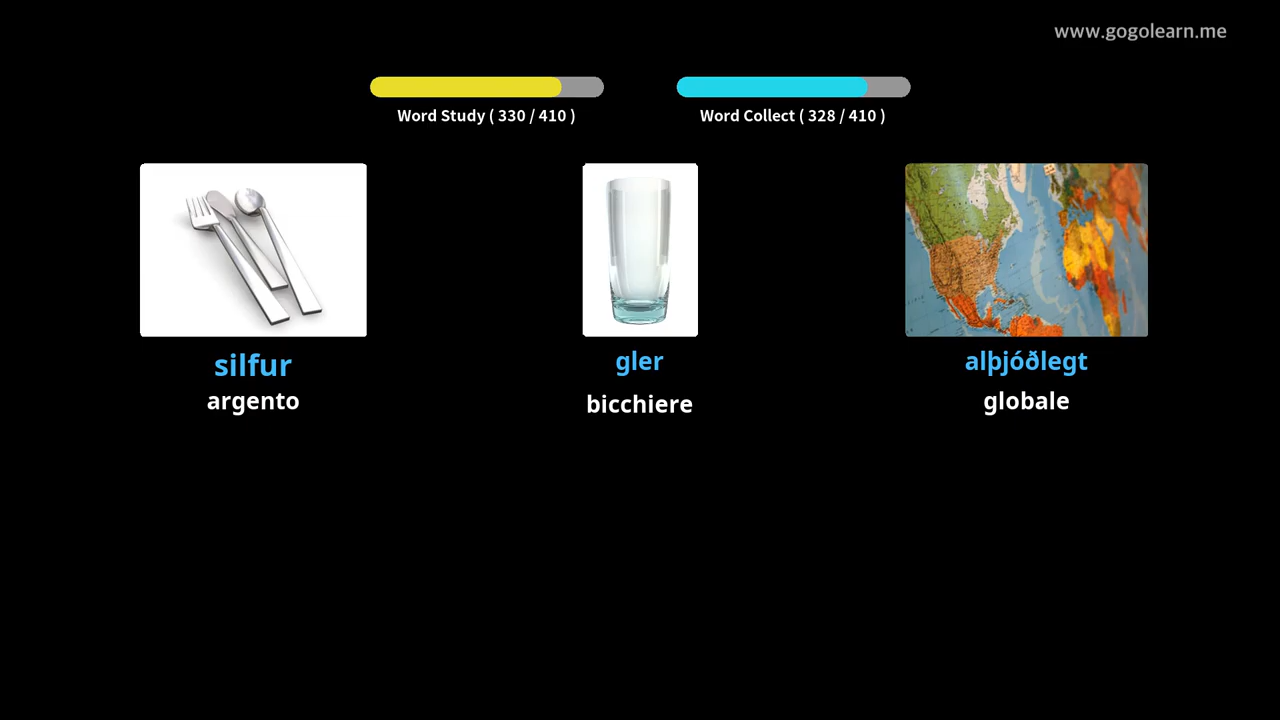 www.gogolearn.me
Word Study ( 330 / 410 )
Word Collect ( 328 / 410 )
silfur
argento
gler
bicchiere
alþjóðlegt
globale